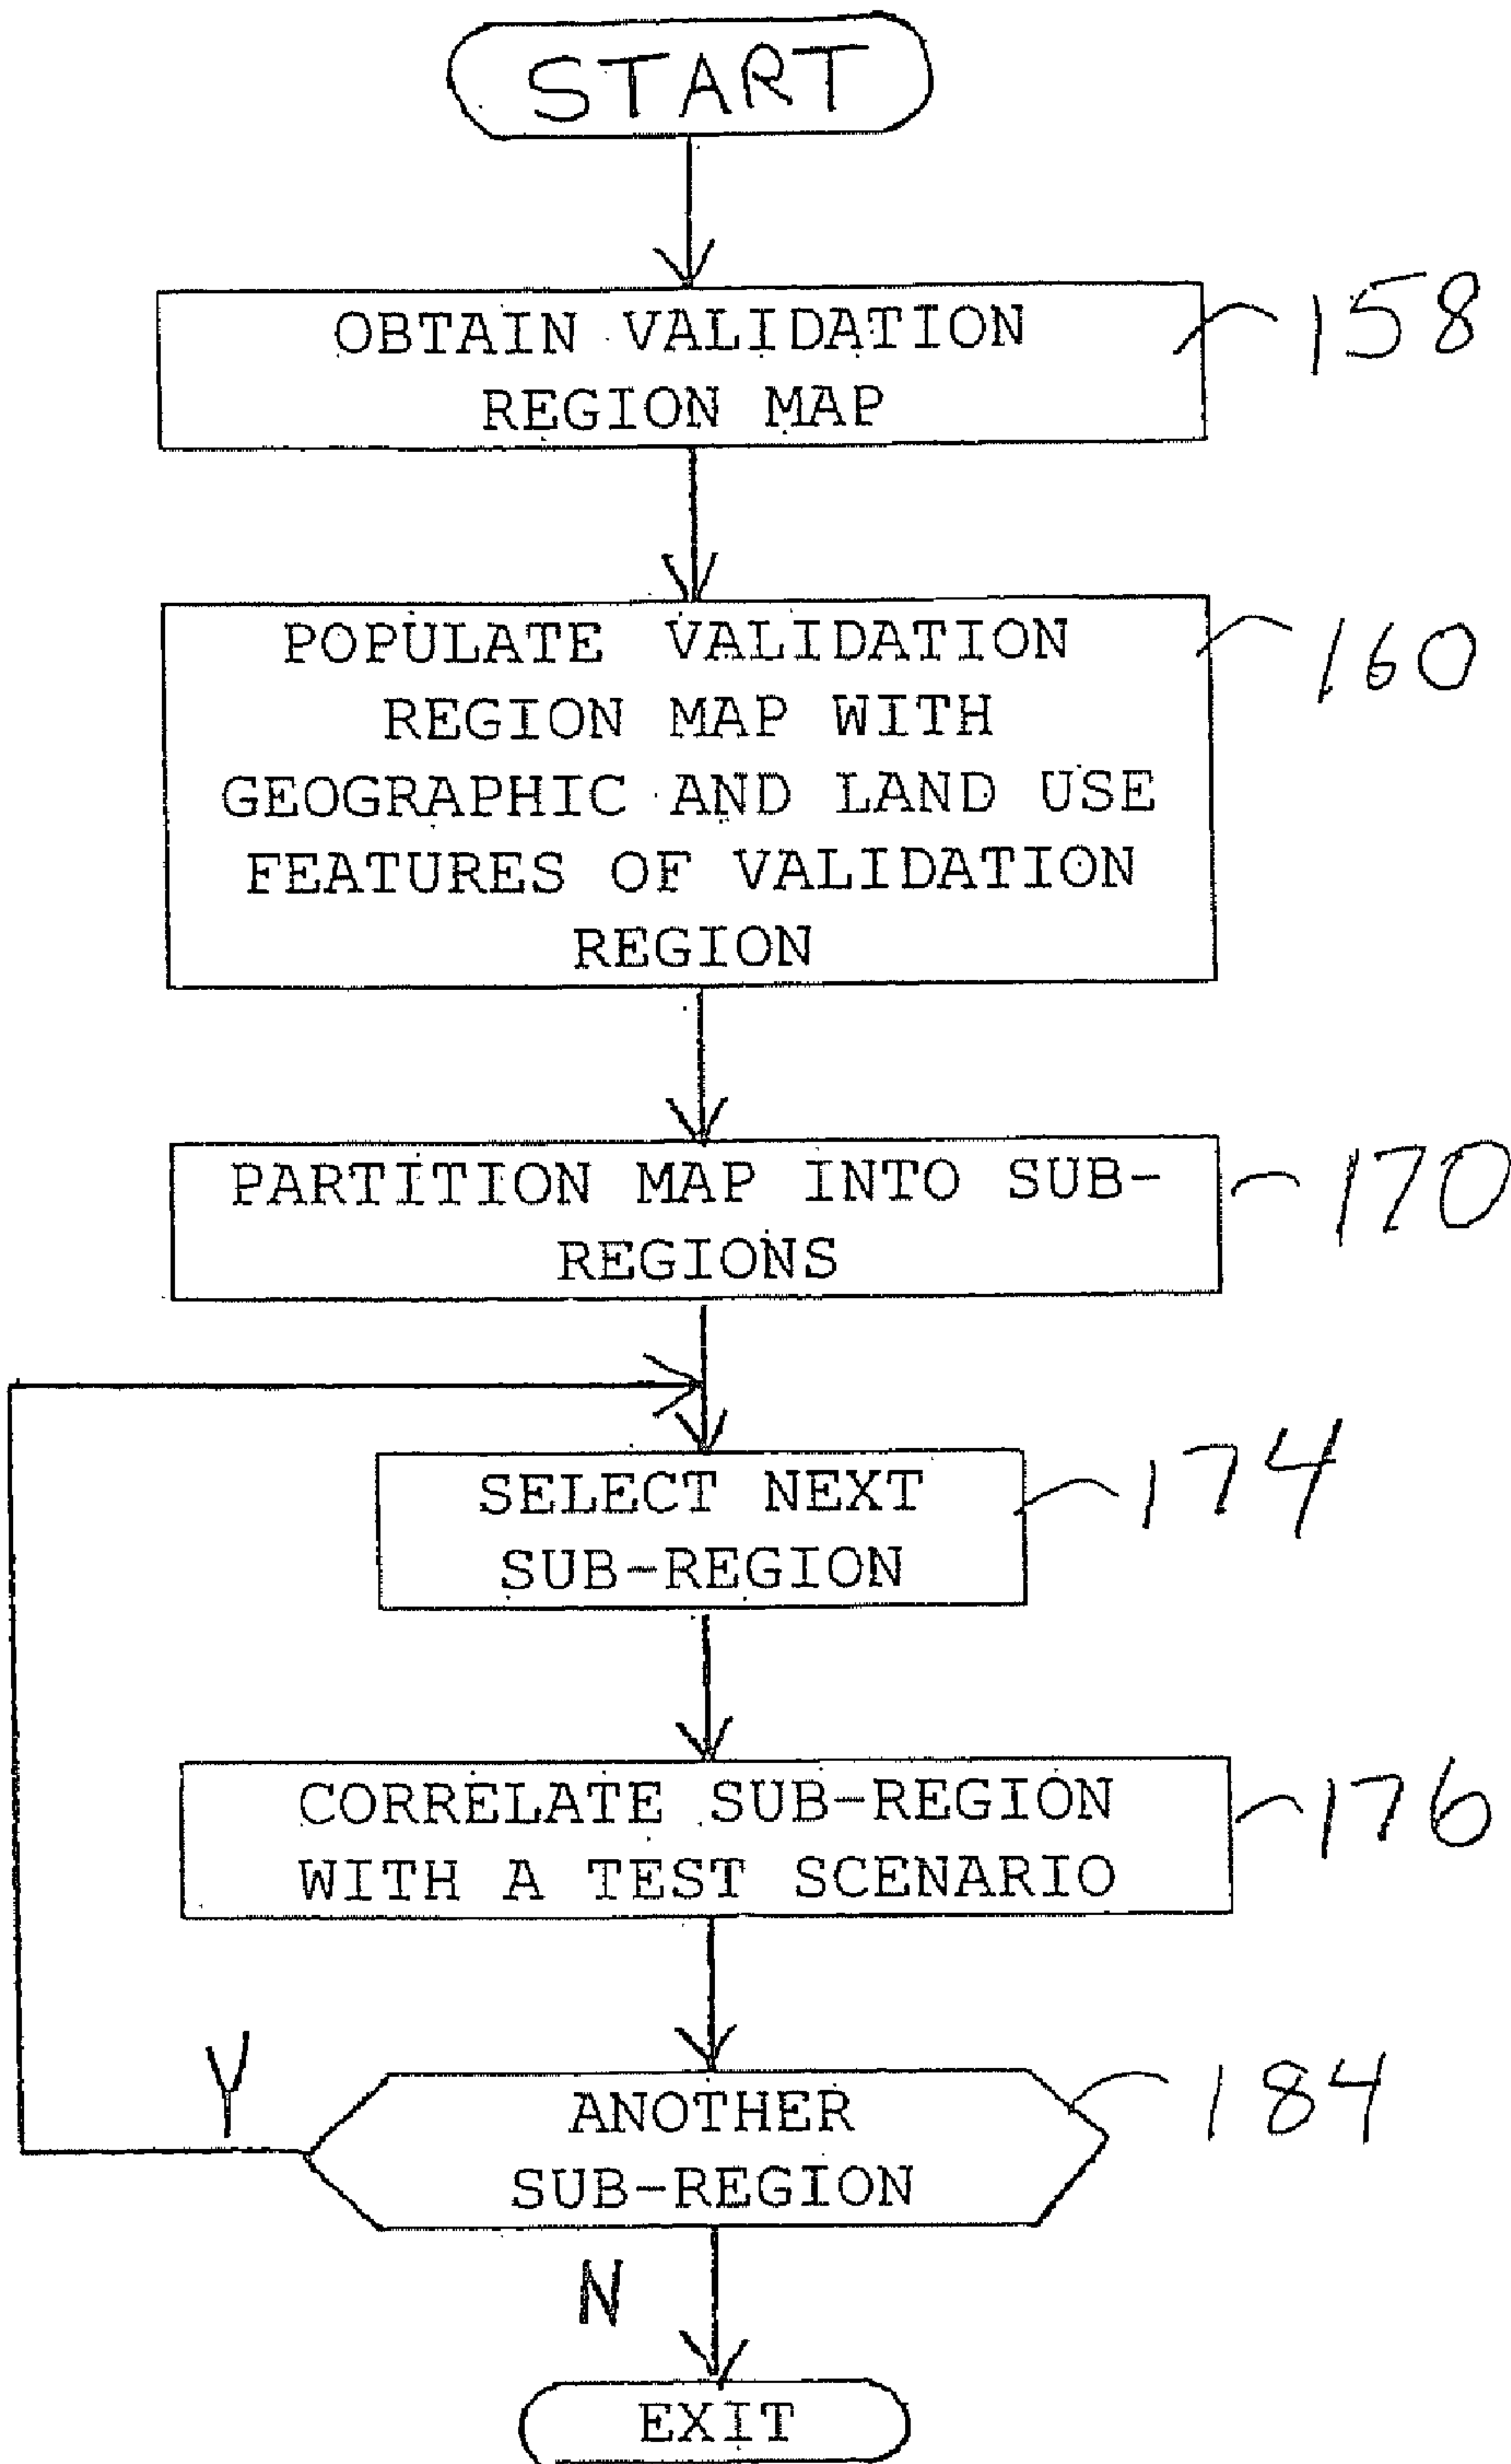 START
OBTAIN VALIDATION
REGION MAP
158
POPULATE VALIDATION
REGION MAP WITH
GEOGRAPHIC AND LAND USE
FEATURES OF VALIDATION
REGION
160
PARTITION MAP INTO SUB-
REGIONS
170
SELECT NEXT
SUB-REGION
174
CORRELATE SUB-REGION
WITH A TEST SCENARIO
176
Y
ANOTHER
SUB-REGION
184
N
EXIT